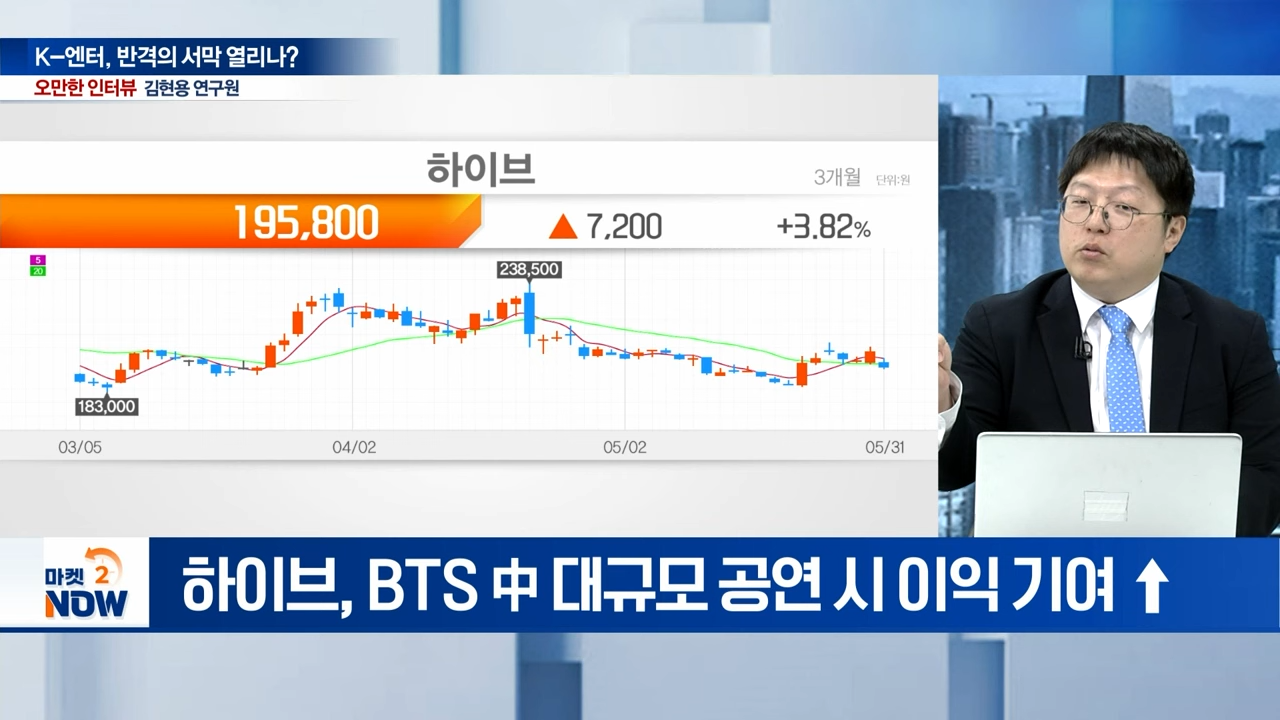 K-엔터, 반격의 서막 열리나?
오만한 인터뷰 김현용 연구원
하이브
3개월 단위:원
195,800 ▲ 7,200 +3.82%
5
20
238,500
183,000
03/05 04/02 05/02 05/31
마켓 2
NOW
하이브, BTS 中 대규모 공연 시 이익 기여 ↑